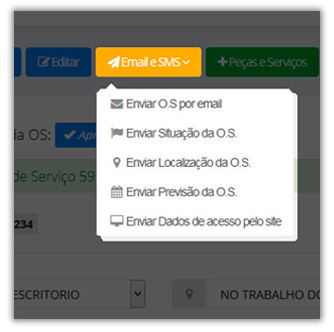 Editar
Email e SMS
Peças e Serviços
Enviar O.S por email
da OS:
Enviar Situação da O.S.
Enviar Localização da O.S.
de Serviço 59
Enviar Previsão da O.S.
234
Enviar Dados de acesso pelo site
ESCRITORIO
NO TRABALHO DO